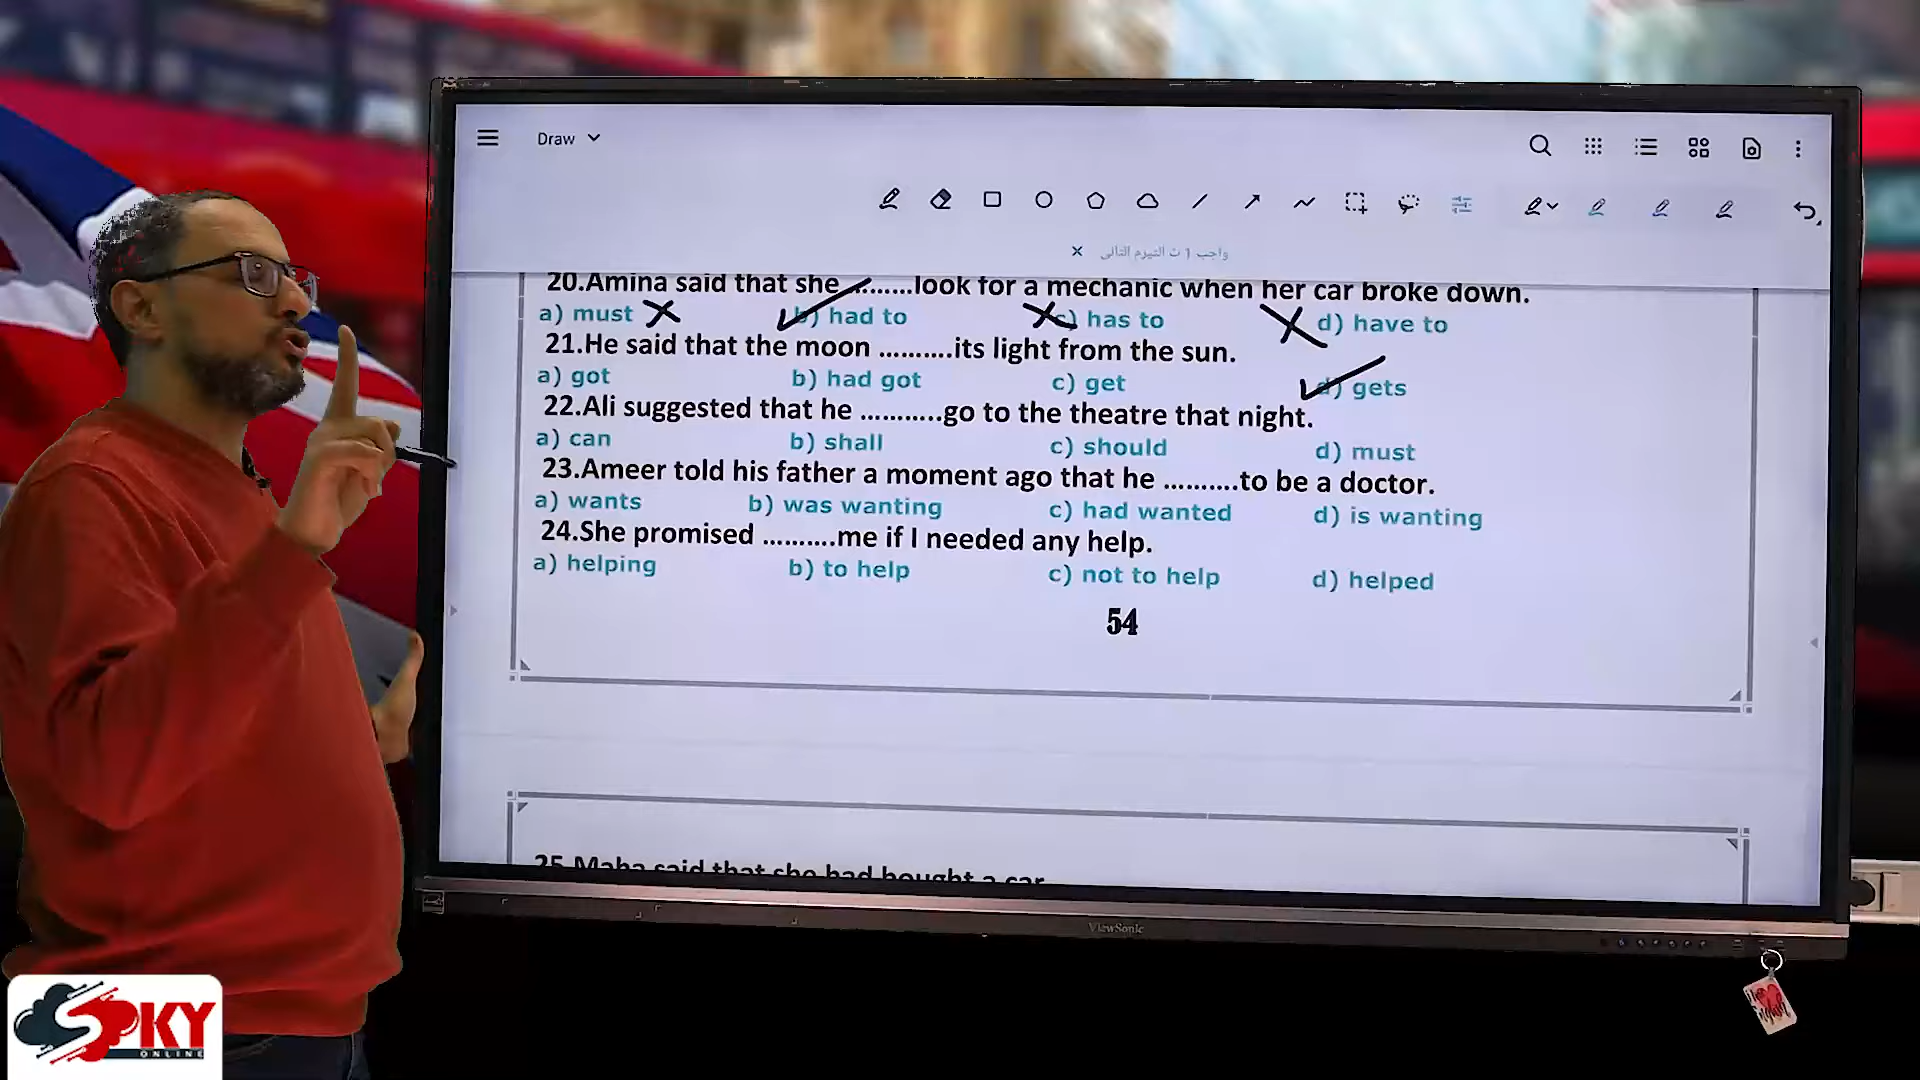 Draw
واجب 1 ث التيرم الثاني
20.Amina said that she ..........look for a mechanic when her car broke down.
a) must b) had to c) has to d) have to
21.He said that the moon ..........its light from the sun.
a) got b) had got c) get d) gets
22.Ali suggested that he ...........go to the theatre that night.
a) can b) shall c) should d) must
23.Ameer told his father a moment ago that he ..........to be a doctor.
a) wants b) was wanting c) had wanted d) is wanting
24.She promised ..........me if I needed any help.
a) helping b) to help c) not to help d) helped
54
25.Maha said that she had bought a car
ViewSonic
SKY
ONLINE